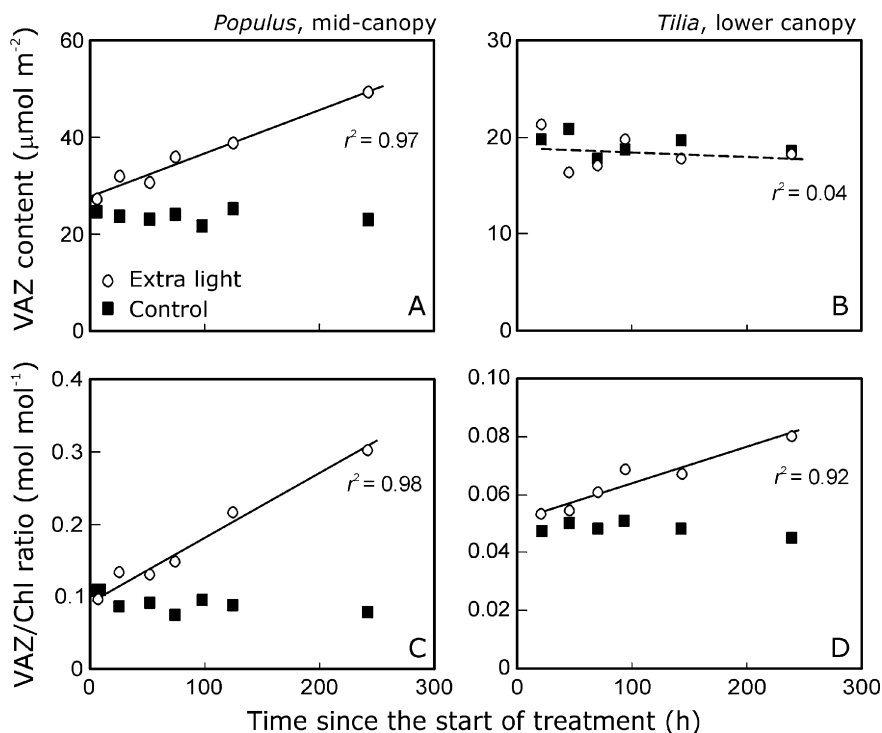 Populus, mid-canopy
Tilia, lower canopy
VAZ content (μmol m⁻²)
60
40
20
0
r² = 0.97
Extra light
Control
A
30
20
10
0
r² = 0.04
B
VAZ/Chl ratio (mol mol⁻¹)
0.4
0.3
0.2
0.1
0
r² = 0.98
C
0 100 200 300
0.10
0.08
0.06
0.04
0.02
0.00
r² = 0.92
D
0 100 200 300
Time since the start of treatment (h)